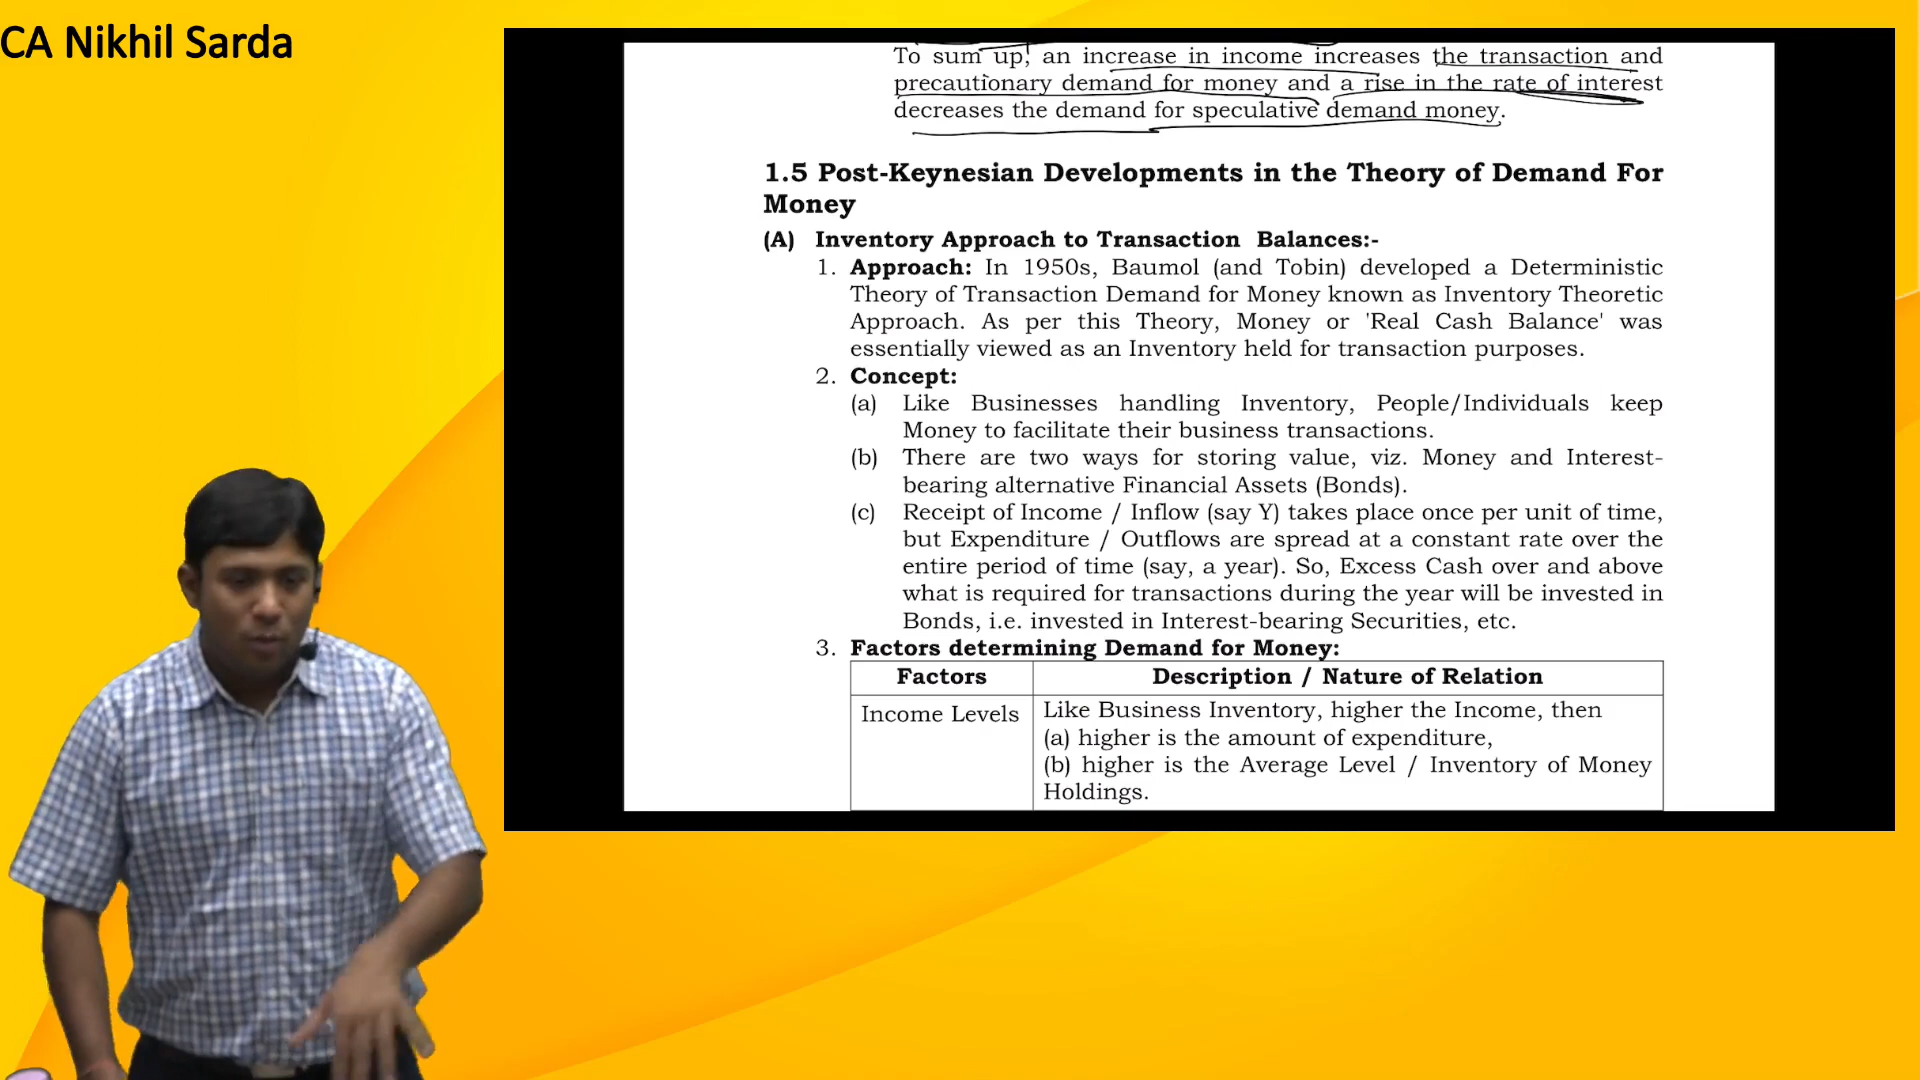 CA Nikhil Sarda
To sum up, an increase in income increases the transaction and
precautionary demand for money and a rise in the rate of interest
decreases the demand for speculative demand money.
1.5 Post-Keynesian Developments in the Theory of Demand For
Money
(A) Inventory Approach to Transaction Balances:-
1. Approach: In 1950s, Baumol (and Tobin) developed a Deterministic
Theory of Transaction Demand for Money known as Inventory Theoretic
Approach. As per this Theory, Money or 'Real Cash Balance' was
essentially viewed as an Inventory held for transaction purposes.
2. Concept:
(a) Like Businesses handling Inventory, People/Individuals keep
Money to facilitate their business transactions.
(b) There are two ways for storing value, viz. Money and Interest-
bearing alternative Financial Assets (Bonds).
(c) Receipt of Income / Inflow (say Y) takes place once per unit of time,
but Expenditure / Outflows are spread at a constant rate over the
entire period of time (say, a year). So, Excess Cash over and above
what is required for transactions during the year will be invested in
Bonds, i.e. invested in Interest-bearing Securities, etc.
3. Factors determining Demand for Money:
Factors Description / Nature of Relation
Income Levels Like Business Inventory, higher the Income, then
(a) higher is the amount of expenditure,
(b) higher is the Average Level / Inventory of Money
Holdings.